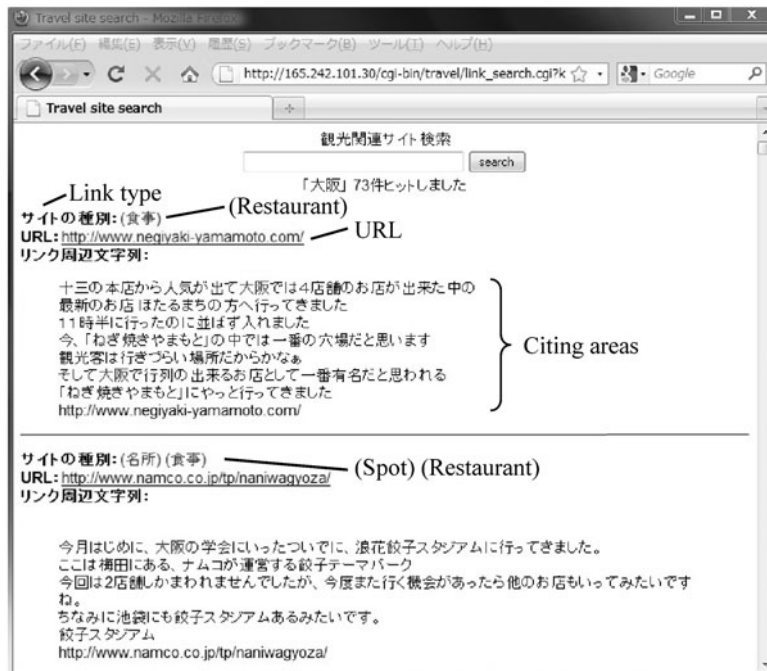 Travel site search - Mozilla Firefox
ファイル(F) 編集(E) 表示(V) 履歴(S) ブックマーク(B) ツール(T) ヘルプ(H)
http://165.242.101.30/cgi-bin/travel/link_search.cgi?k
Google
Travel site search
観光関連サイト検索
search
「大阪」 73件ヒットしました
Link type
サイトの種別: (食事)
(Restaurant)
URL: http://www.negiyaki-yamamoto.com/
URL
リンク周辺文字列:
十三の本店から人気が出て大阪では4店舗のお店が出来た中の
最新のお店 ほたるまちの方へ行ってきました
11時半に行ったのに並ばず入れました
今、「ねぎ焼きやまもと」の中では一番の穴場だと思います
観光客は行きづらい場所だからかなぁ
そして大阪で行列の出来るお店として一番有名だと思われる
「ねぎ焼きやまもと」にやっと行ってきました
http://www.negiyaki-yamamoto.com/
Citing areas
サイトの種別: (名所) (食事)
(Spot) (Restaurant)
URL: http://www.namco.co.jp/tp/naniwagyoza/
リンク周辺文字列:
今月はじめに、大阪の学会にいったついでに、浪花餃子スタジアムに行ってきました。
ここは梅田にある、ナムコが運営する餃子テーマパーク
今回は2店舗しかまわれませんでしたが、今度また行く機会があったら他のお店もいってみたいです
ね。
ちなみに池袋にも餃子スタジアムあるみたいです。
餃子スタジアム
http://www.namco.co.jp/tp/naniwagyoza/